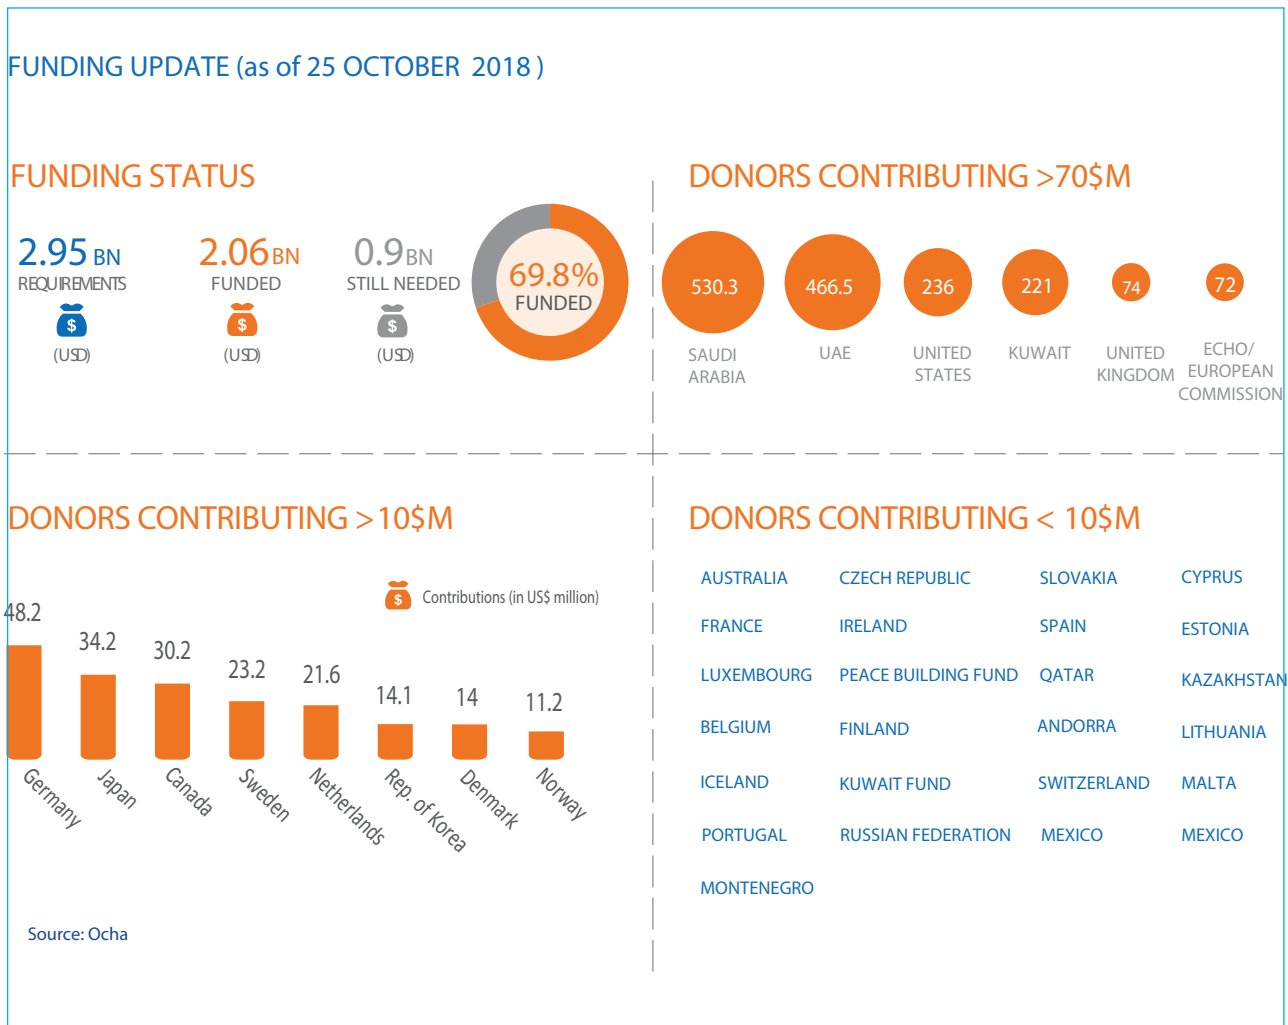 FUNDING UPDATE (as of 25 OCTOBER 2018 )
FUNDING STATUS
2.95 BN
REQUIREMENTS
$
(USD)
2.06 BN
FUNDED
$
(USD)
0.9 BN
STILL NEEDED
$
(USD)
69.8%
FUNDED
DONORS CONTRIBUTING >70$M
530.3
466.5
236
221
74
72
SAUDI
ARABIA
UAE
UNITED
STATES
KUWAIT
UNITED
KINGDOM
ECHO/
EUROPEAN
COMMISSION
DONORS CONTRIBUTING >10$M
$
Contributions (in US$ million)
48.2
34.2
30.2
23.2
21.6
14.1
14
11.2
Germany
Japan
Canada
Sweden
Netherlands
Rep. of Korea
Denmark
Norway
Source: Ocha
DONORS CONTRIBUTING < 10$M
AUSTRALIA
CZECH REPUBLIC
SLOVAKIA
CYPRUS
FRANCE
IRELAND
SPAIN
ESTONIA
LUXEMBOURG
PEACE BUILDING FUND
QATAR
KAZAKHSTAN
BELGIUM
FINLAND
ANDORRA
LITHUANIA
ICELAND
KUWAIT FUND
SWITZERLAND
MALTA
PORTUGAL
RUSSIAN FEDERATION
MEXICO
MEXICO
MONTENEGRO